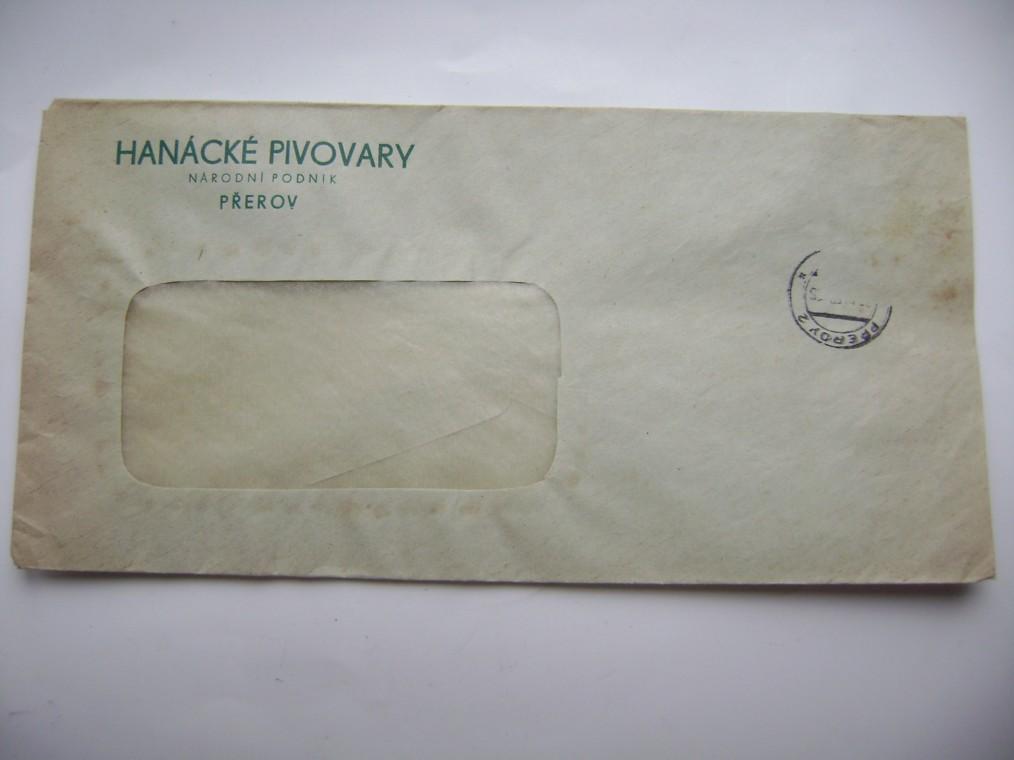 HANÁCKÉ PIVOVARY
NÁRODNÍ PODNIK
PŘEROV
PŘEROV 2